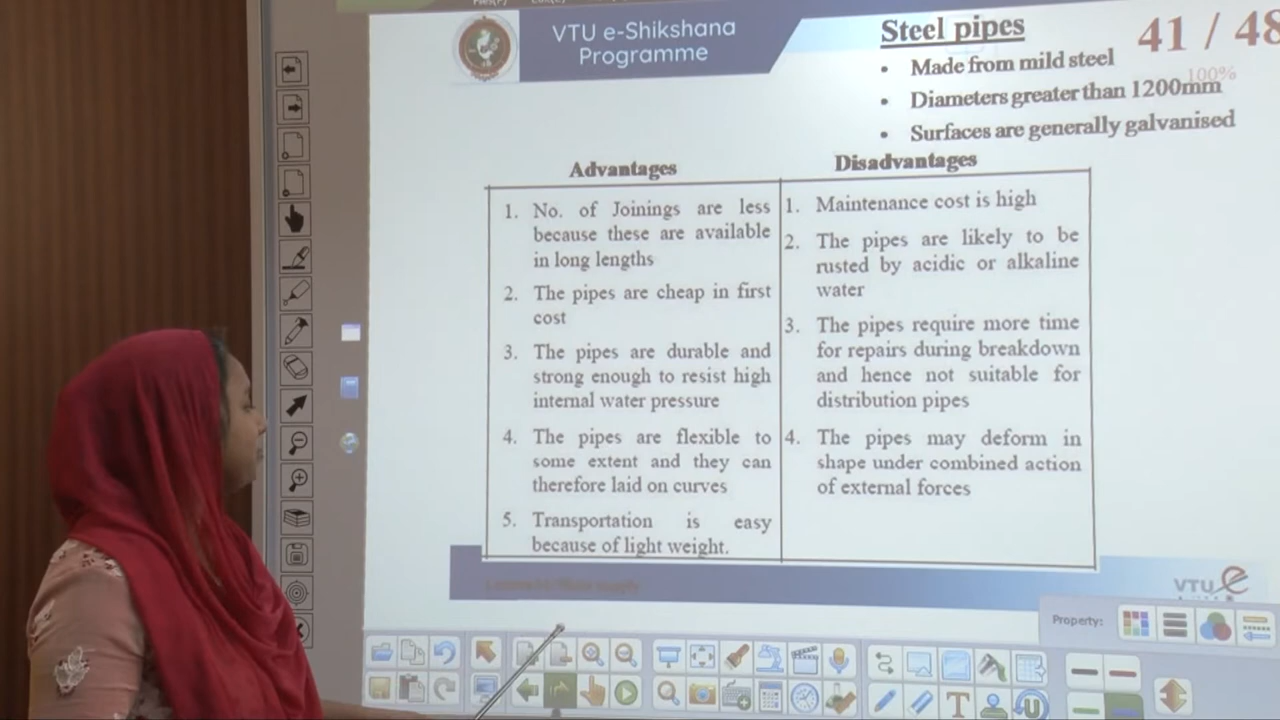 VTU e-Shikshana
Programme
Steel pipes
41 / 48
100%
• Made from mild steel
• Diameters greater than 1200mm
• Surfaces are generally galvanised
Advantages
Disadvantages
1. No. of Joinings are less
because these are available
in long lengths
2. The pipes are cheap in first
cost
3. The pipes are durable and
strong enough to resist high
internal water pressure
4. The pipes are flexible to
some extent and they can
therefore laid on curves
5. Transportation is easy
because of light weight.
1. Maintenance cost is high
2. The pipes are likely to be
rusted by acidic or alkaline
water
3. The pipes require more time
for repairs during breakdown
and hence not suitable for
distribution pipes
4. The pipes may deform in
shape under combined action
of external forces
VTU e
Property: